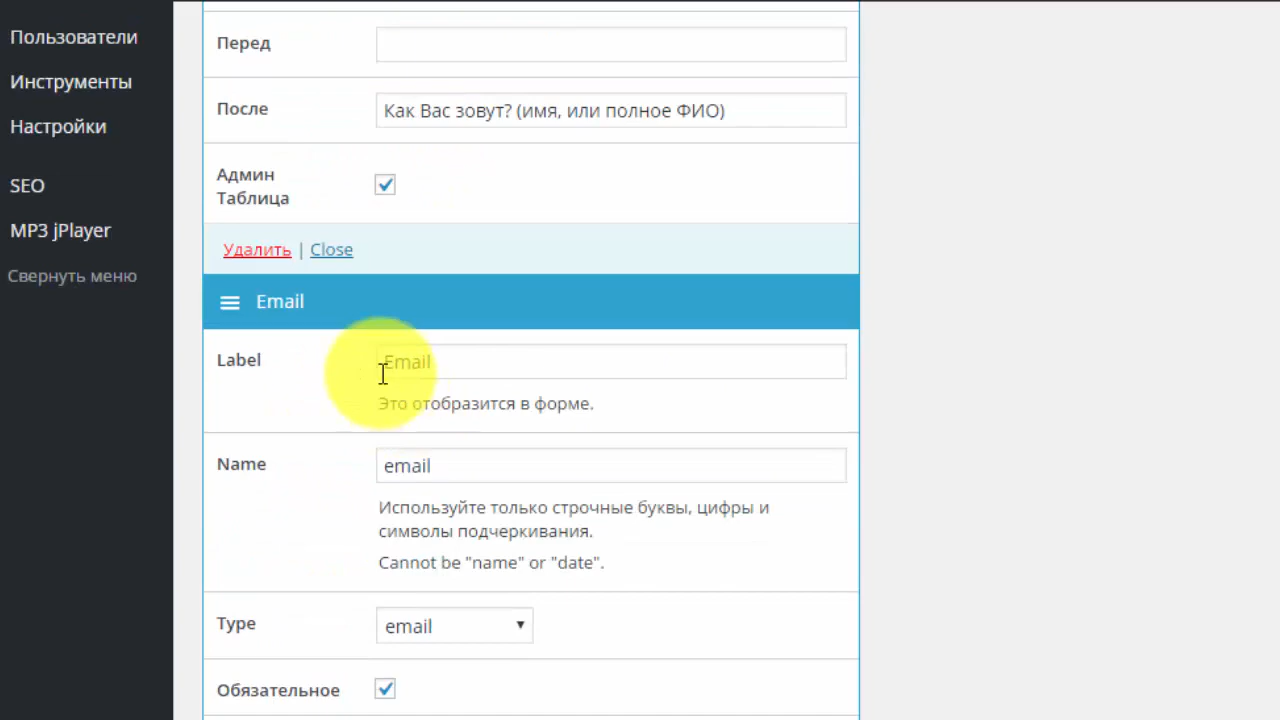 Пользователи
Инструменты
Настройки
SEO
MP3 jPlayer
Свернуть меню
Перед
После
Как Вас зовут? (имя, или полное ФИО)
Админ
Таблица
Удалить | Close
Email
Label
Email
Это отобразится в форме.
Name
email
Используйте только строчные буквы, цифры и
символы подчеркивания.
Cannot be "name" or "date".
Type
email
Обязательное